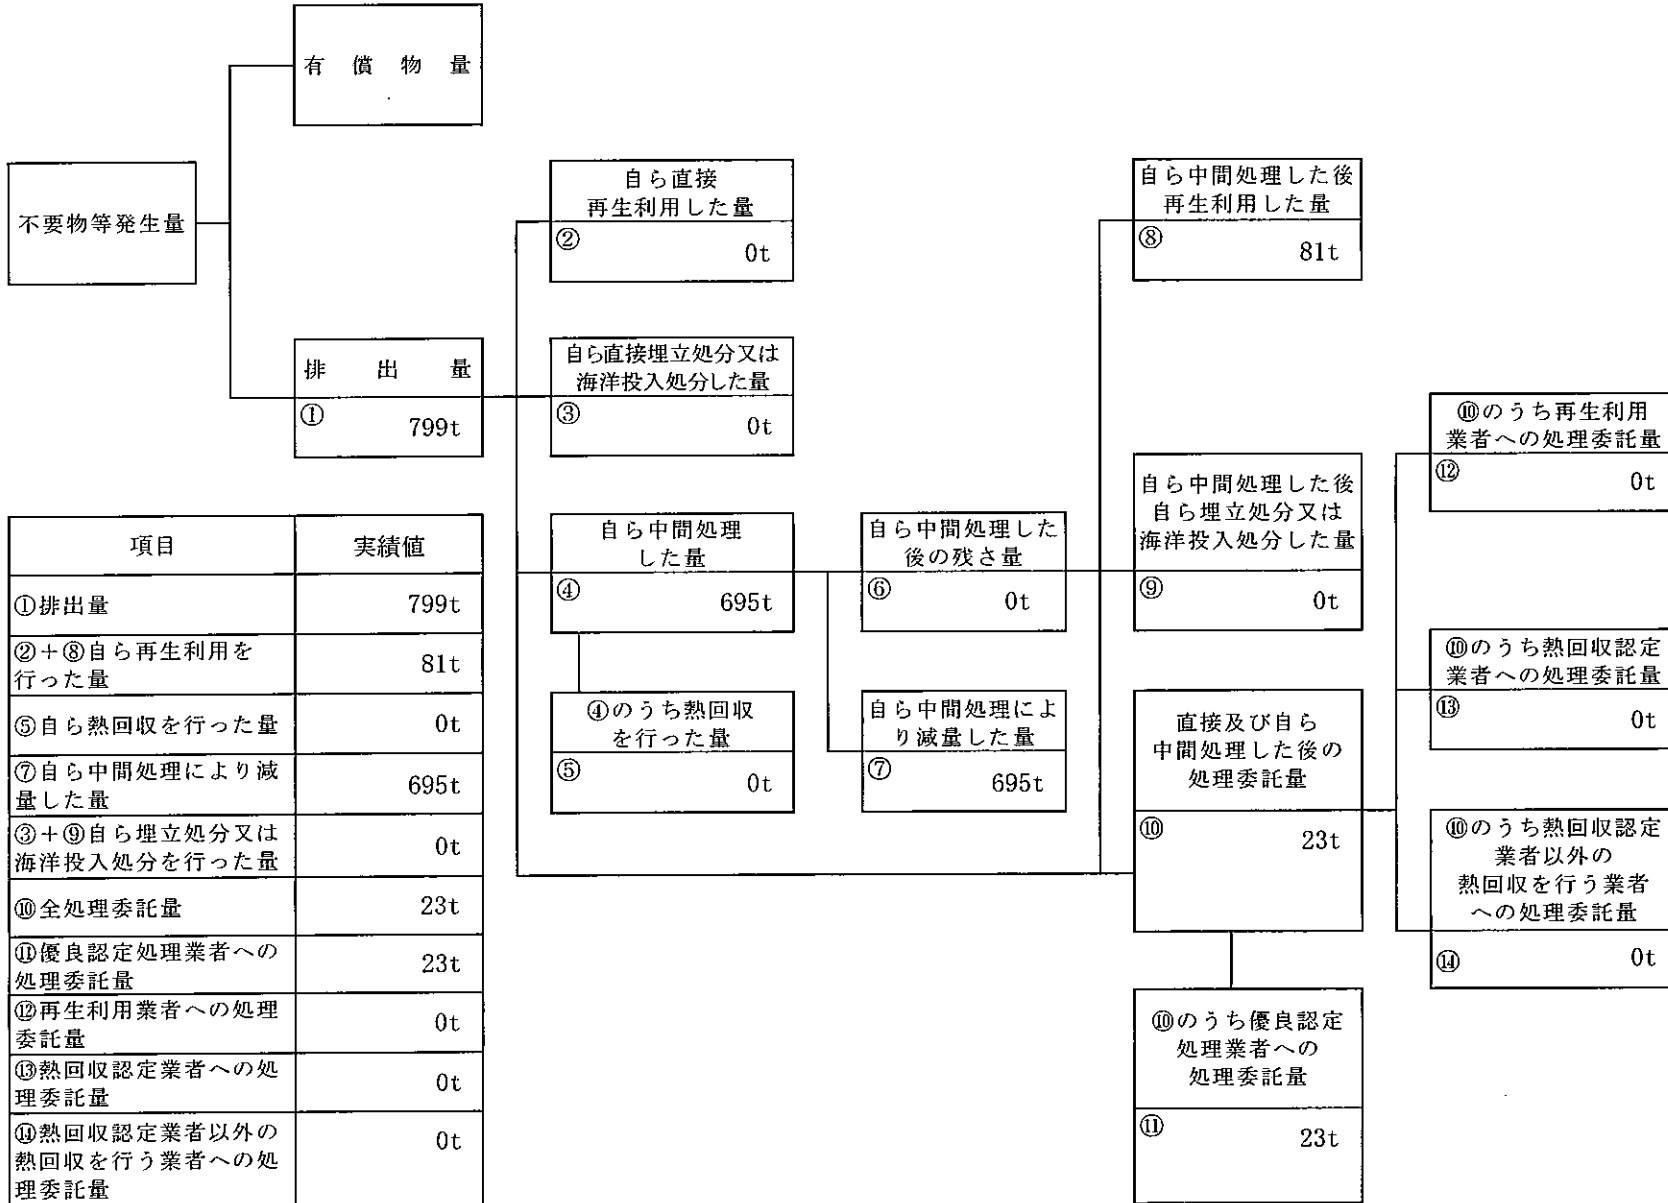 有償物量
不要物等発生量
排出量
① 799t
自ら直接
再生利用した量
② 0t
自ら直接埋立処分又は
海洋投入処分した量
③ 0t
自ら中間処理
した量
④ 695t
④のうち熱回収
を行った量
⑤ 0t
自ら中間処理した
後の残さ量
⑥ 0t
自ら中間処理によ
り減量した量
⑦ 695t
自ら中間処理した後
再生利用した量
⑧ 81t
自ら中間処理した後
自ら埋立処分又は
海洋投入処分した量
⑨ 0t
直接及び自ら
中間処理した後の
処理委託量
⑩ 23t
⑩のうち優良認定
処理業者への
処理委託量
⑪ 23t
⑩のうち再生利用
業者への処理委託量
⑫ 0t
⑩のうち熱回収認定
業者への処理委託量
⑬ 0t
⑩のうち熱回収認定
業者以外の
熱回収を行う業者
への処理委託量
⑭ 0t
項目 実績値
①排出量 799t
②+⑧自ら再生利用を
行った量 81t
⑤自ら熱回収を行った量 0t
⑦自ら中間処理により減
量した量 695t
③+⑨自ら埋立処分又は
海洋投入処分を行った量 0t
⑩全処理委託量 23t
⑪優良認定処理業者への
処理委託量 23t
⑫再生利用業者への処理
委託量 0t
⑬熱回収認定業者への処
理委託量 0t
⑭熱回収認定業者以外の
熱回収を行う業者への処
理委託量 0t